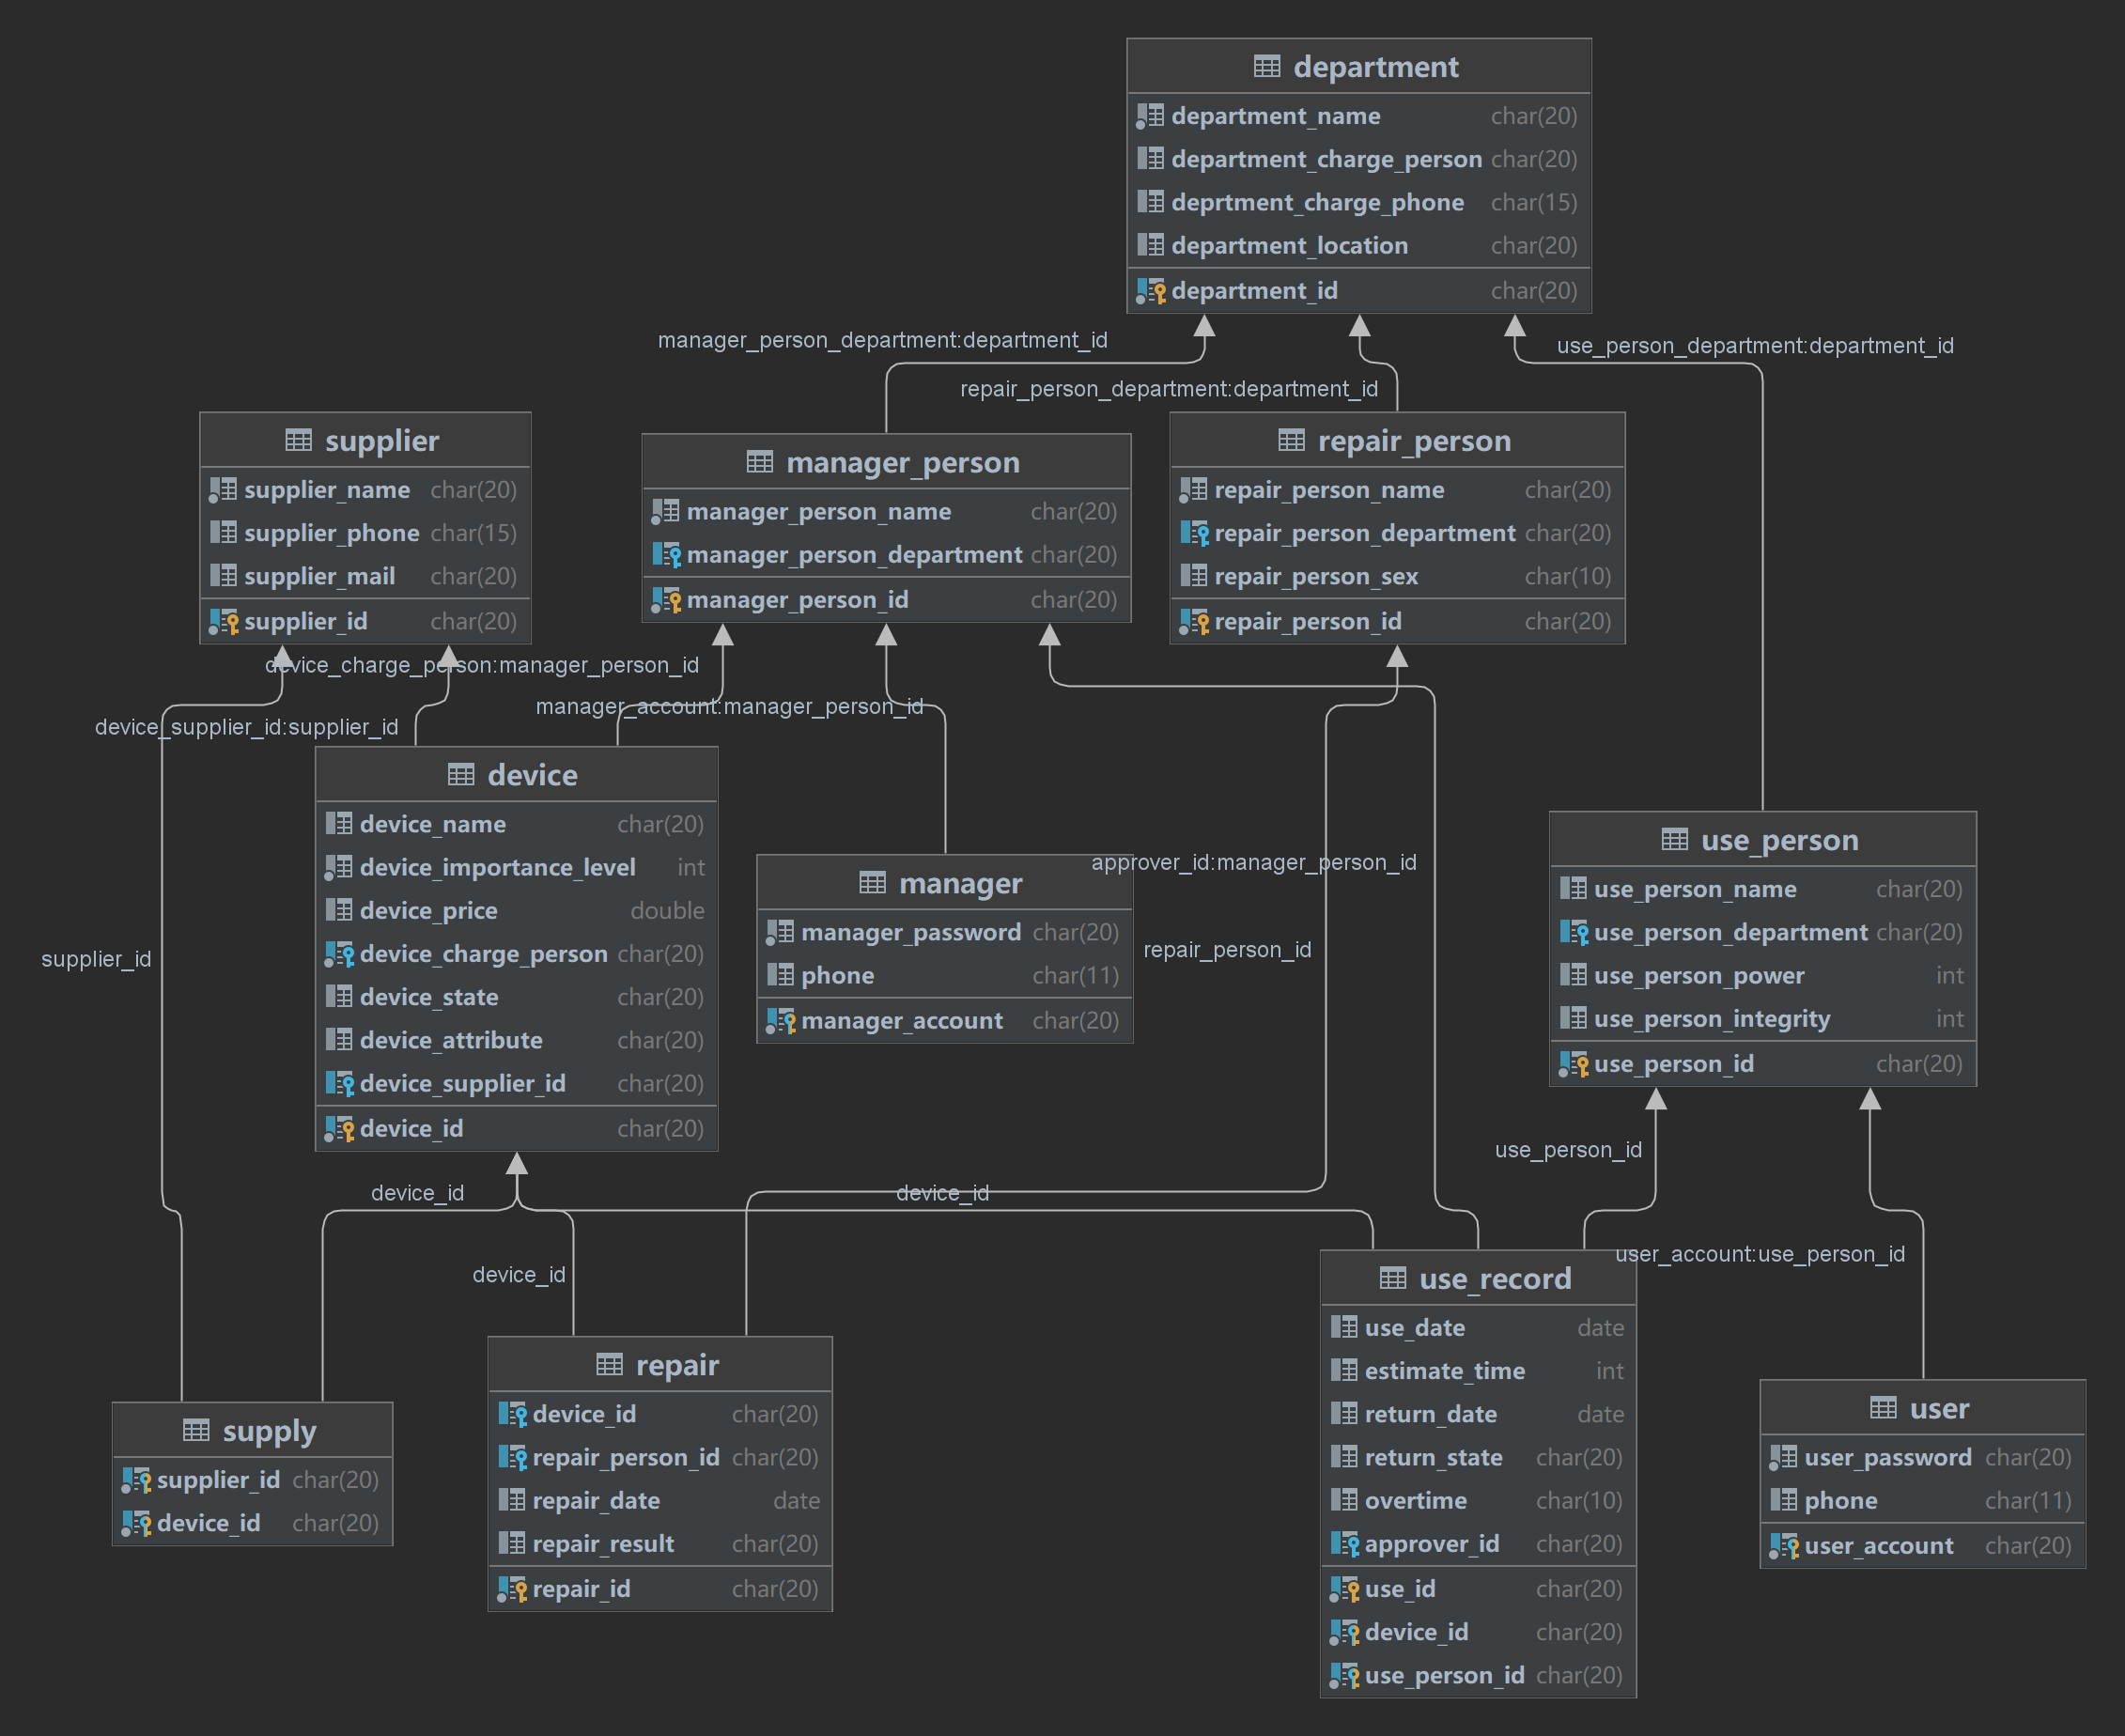 department
department_name char(20)
department_charge_person char(20)
deprtment_charge_phone char(15)
department_location char(20)
department_id char(20)
manager_person_department:department_id
use_person_department:department_id
repair_person_department:department_id
supplier
supplier_name char(20)
supplier_phone char(15)
supplier_mail char(20)
supplier_id char(20)
manager_person
manager_person_name char(20)
manager_person_department char(20)
manager_person_id char(20)
repair_person
repair_person_name char(20)
repair_person_department char(20)
repair_person_sex char(10)
repair_person_id char(20)
device_charge_person:manager_person_id
manager_account:manager_person_id
device_supplier_id:supplier_id
device
device_name char(20)
device_importance_level int
device_price double
device_charge_person char(20)
device_state char(20)
device_attribute char(20)
device_supplier_id char(20)
device_id char(20)
manager
manager_password char(20)
phone char(11)
manager_account char(20)
approver_id:manager_person_id
repair_person_id
supplier_id
use_person
use_person_name char(20)
use_person_department char(20)
use_person_power int
use_person_integrity int
use_person_id char(20)
use_person_id
device_id
device_id
device_id
user_account:use_person_id
supply
supplier_id char(20)
device_id char(20)
repair
device_id char(20)
repair_person_id char(20)
repair_date date
repair_result char(20)
repair_id char(20)
use_record
use_date date
estimate_time int
return_date date
return_state char(20)
overtime char(10)
approver_id char(20)
use_id char(20)
device_id char(20)
use_person_id char(20)
user
user_password char(20)
phone char(11)
user_account char(20)